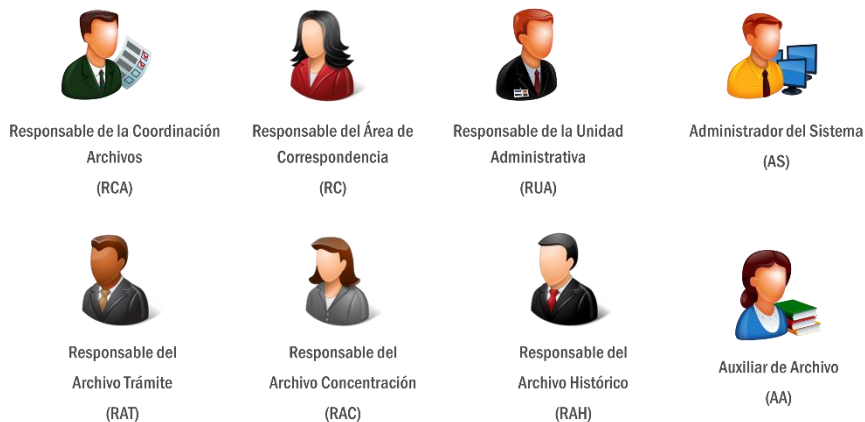 Responsable de la Coordinación
Archivos
(RCA)
Responsable del Área de
Correspondencia
(RC)
Responsable de la Unidad
Administrativa
(RUA)
Administrador del Sistema
(AS)
Responsable del
Archivo Trámite
(RAT)
Responsable del
Archivo Concentración
(RAC)
Responsable del
Archivo Histórico
(RAH)
Auxiliar de Archivo
(AA)